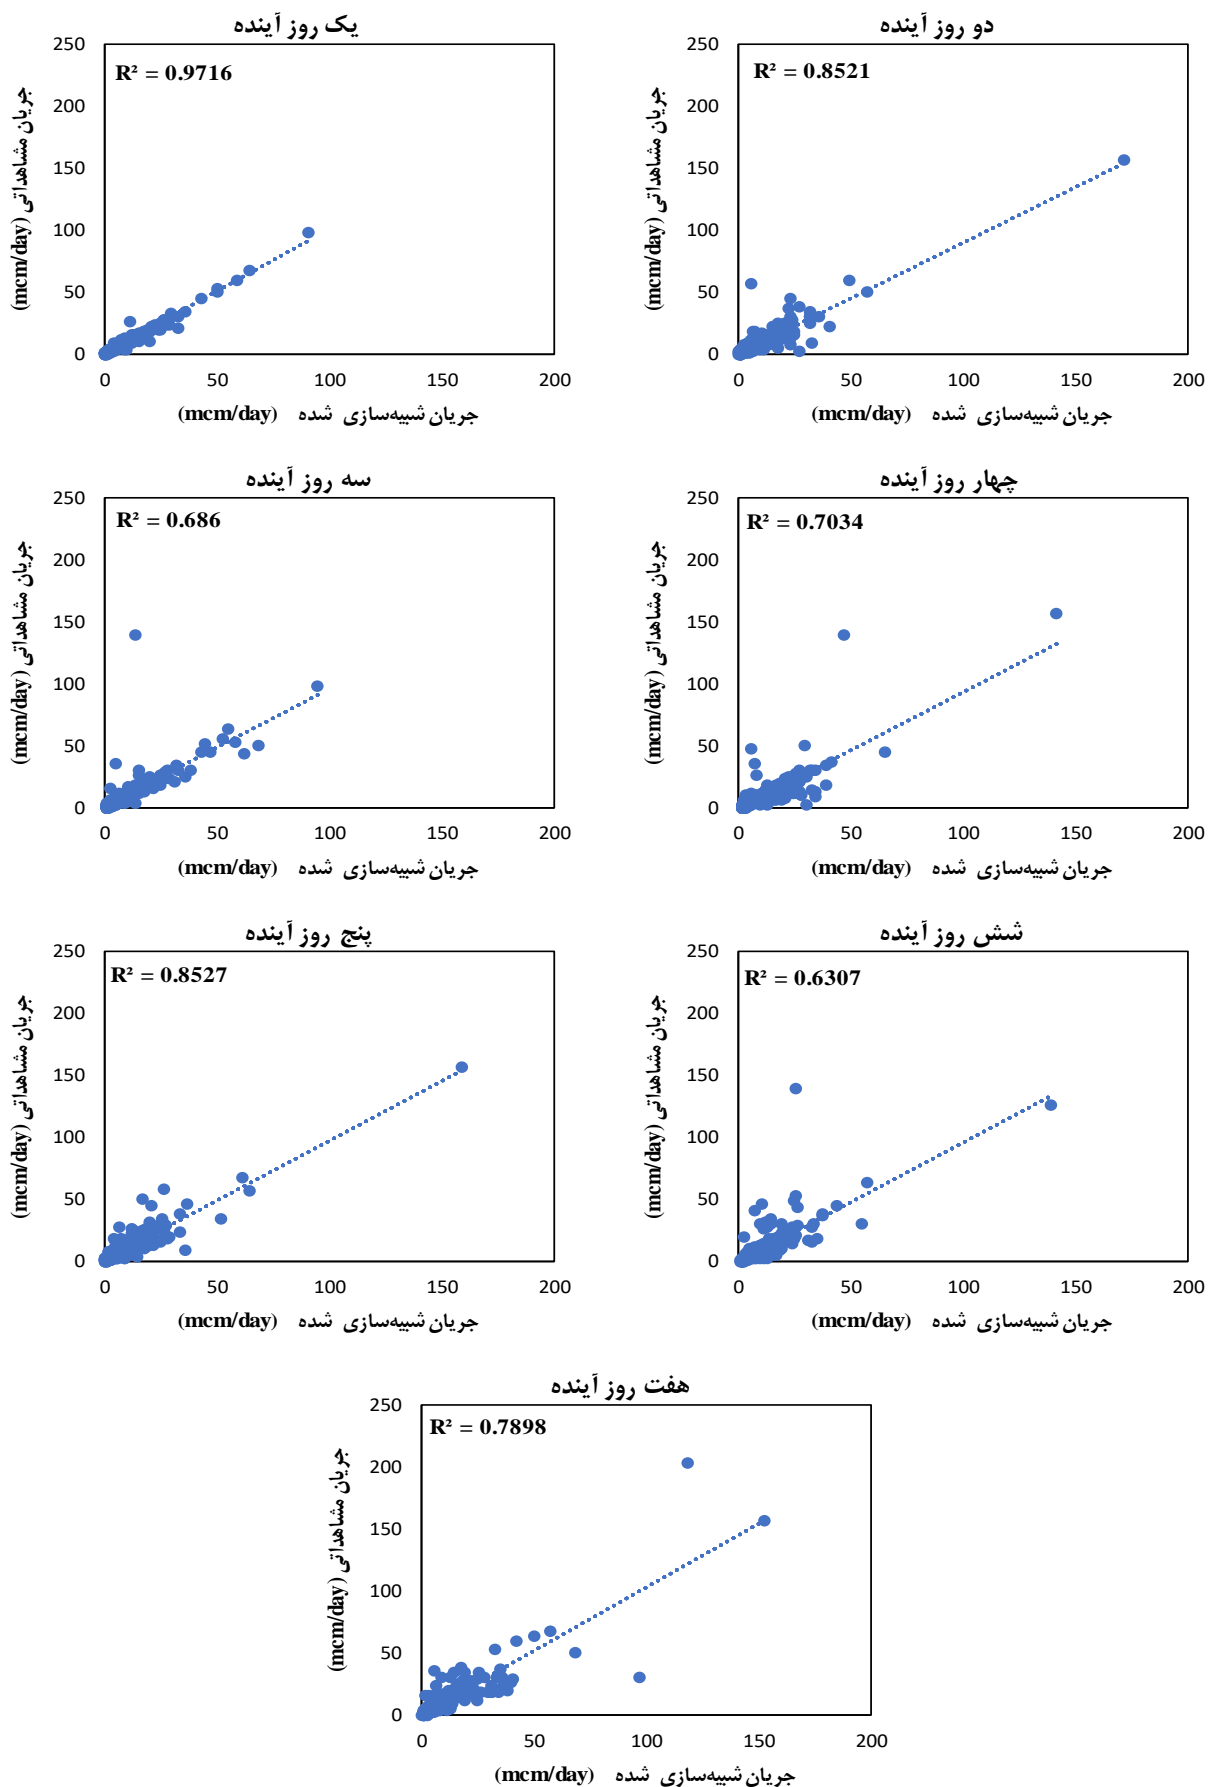 یک روز آینده
R² = 0.9716
جریان مشاهداتی (mcm/day)
250
200
150
100
50
0
0 50 100 150 200
جریان شبیه‌سازی شده (mcm/day)
دو روز آینده
R² = 0.8521
جریان مشاهداتی (mcm/day)
250
200
150
100
50
0
0 50 100 150 200
جریان شبیه‌سازی شده (mcm/day)
سه روز آینده
R² = 0.686
جریان مشاهداتی (mcm/day)
250
200
150
100
50
0
0 50 100 150 200
جریان شبیه‌سازی شده (mcm/day)
چهار روز آینده
R² = 0.7034
جریان مشاهداتی (mcm/day)
250
200
150
100
50
0
0 50 100 150 200
جریان شبیه‌سازی شده (mcm/day)
پنج روز آینده
R² = 0.8527
جریان مشاهداتی (mcm/day)
250
200
150
100
50
0
0 50 100 150 200
جریان شبیه‌سازی شده (mcm/day)
شش روز آینده
R² = 0.6307
جریان مشاهداتی (mcm/day)
250
200
150
100
50
0
0 50 100 150 200
جریان شبیه‌سازی شده (mcm/day)
هفت روز آینده
R² = 0.7898
جریان مشاهداتی (mcm/day)
250
200
150
100
50
0
0 50 100 150 200
جریان شبیه‌سازی شده (mcm/day)